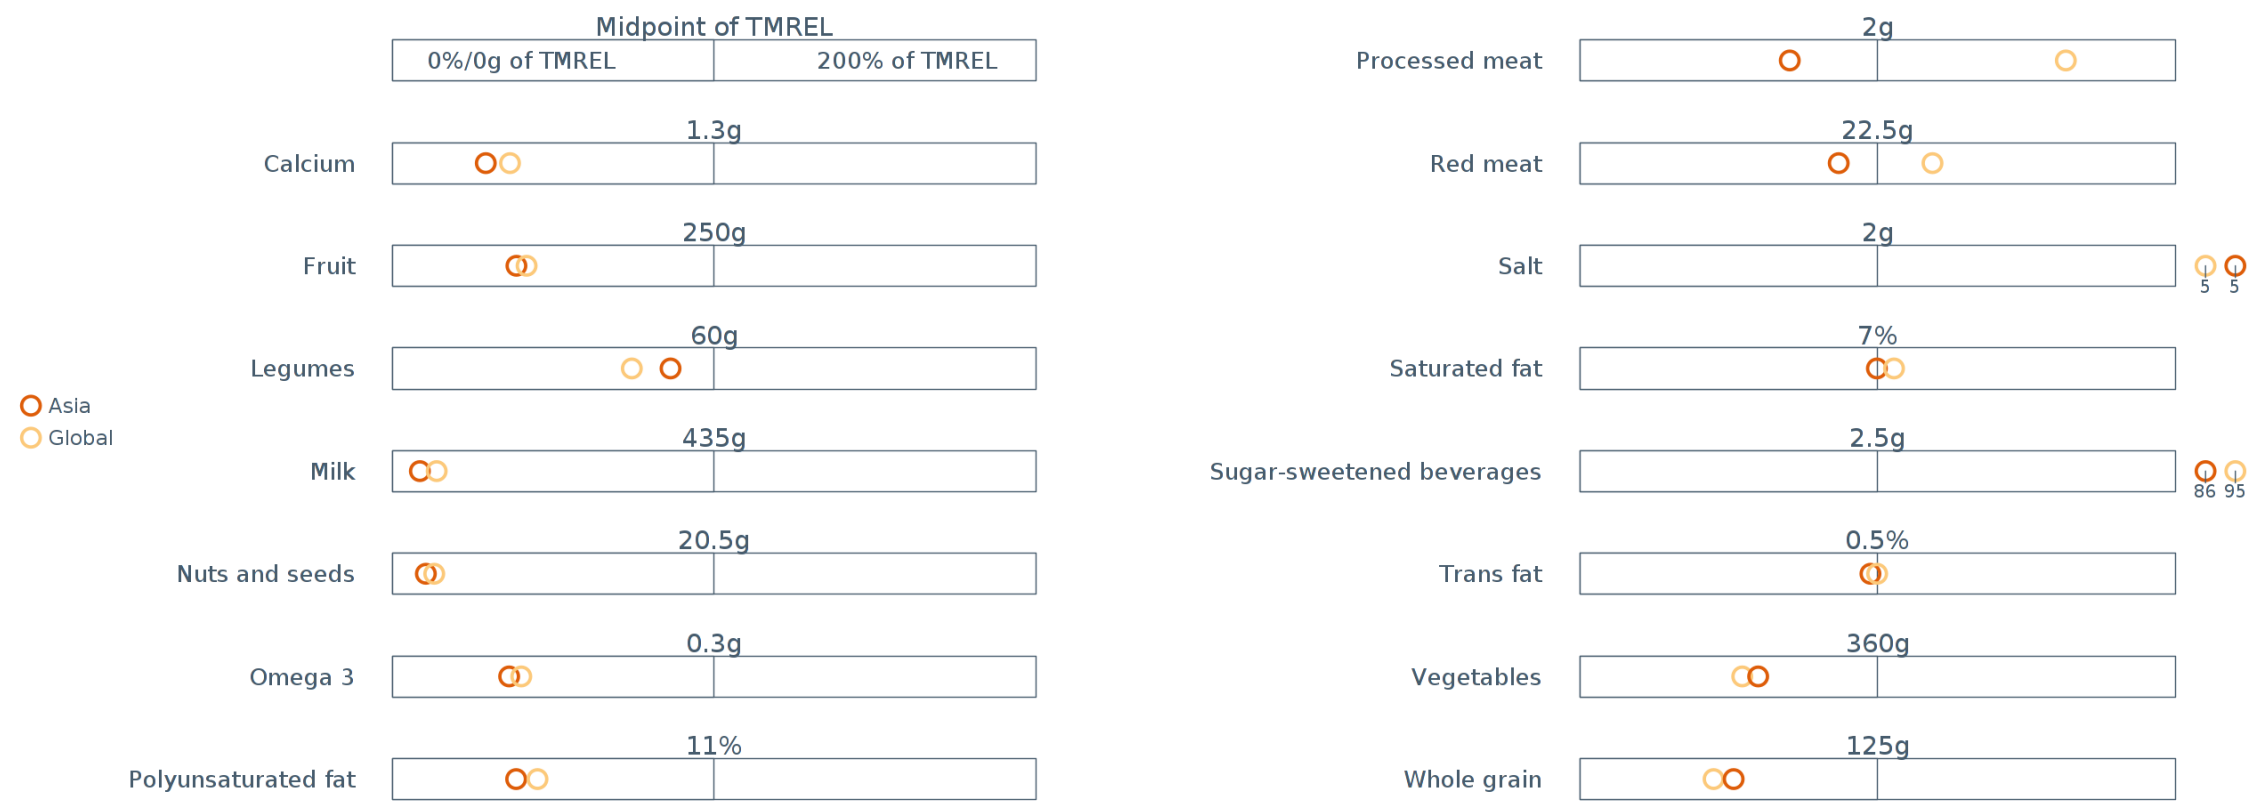 Midpoint of TMREL
0%/0g of TMREL
200% of TMREL
1.3g
Calcium
250g
Fruit
60g
Legumes
Asia
Global
435g
Milk
20.5g
Nuts and seeds
0.3g
Omega 3
11%
Polyunsaturated fat
2g
Processed meat
22.5g
Red meat
2g
Salt
5 5
7%
Saturated fat
2.5g
Sugar-sweetened beverages
86 95
0.5%
Trans fat
360g
Vegetables
125g
Whole grain